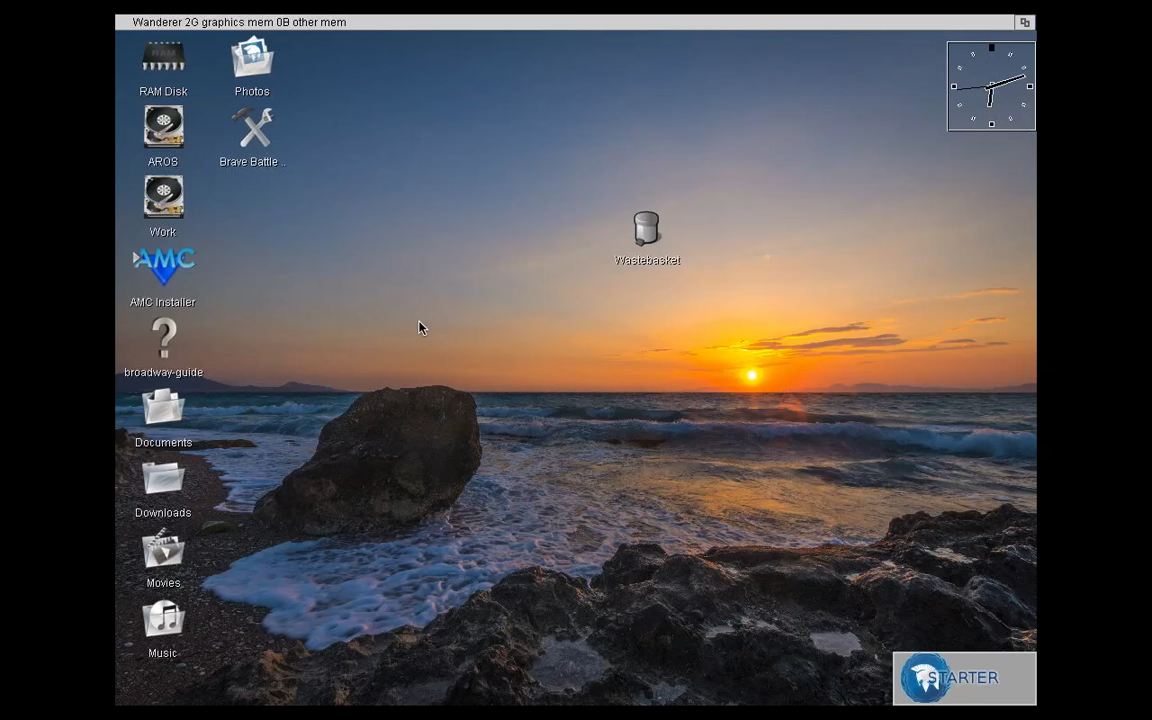 Wanderer 2G graphics mem 0B other mem
RAM Disk
Photos
AROS
Brave Battle ..
Work
Wastebasket
AMC
AMC Installer
broadway-guide
Documents
Downloads
Movies
Music
STARTER